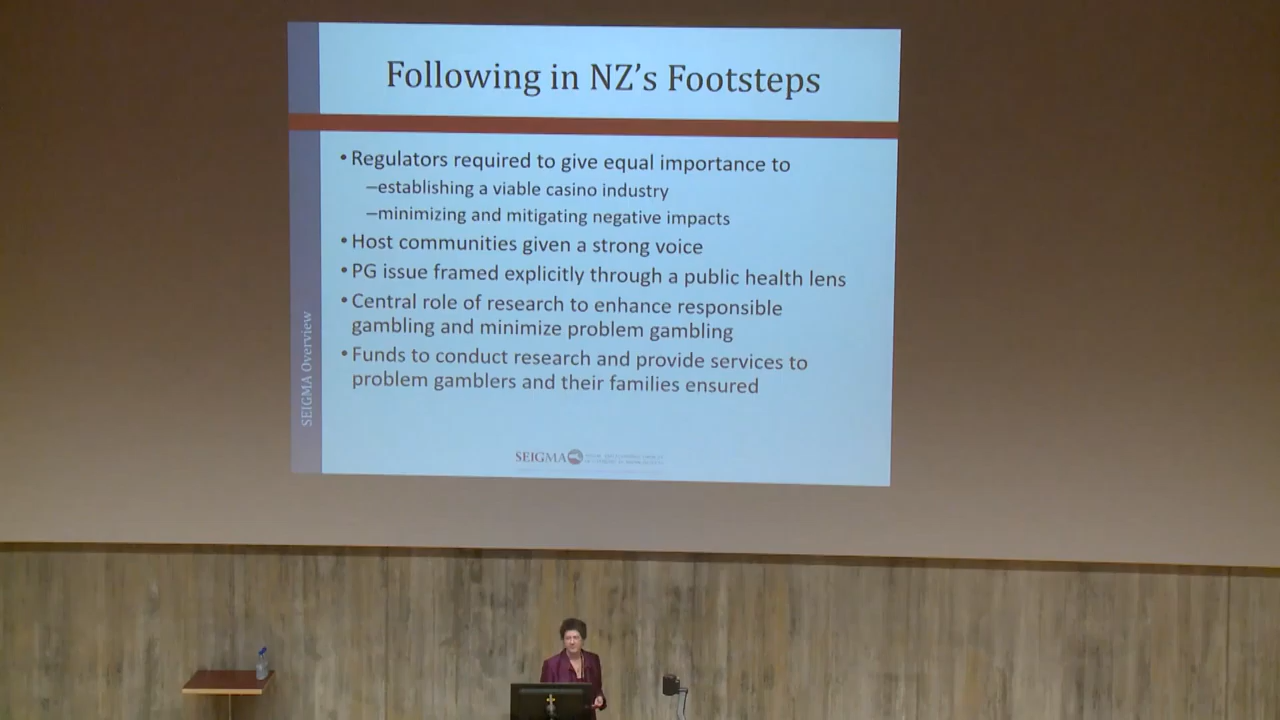 Following in NZ's Footsteps
• Regulators required to give equal importance to
–establishing a viable casino industry
–minimizing and mitigating negative impacts
• Host communities given a strong voice
• PG issue framed explicitly through a public health lens
• Central role of research to enhance responsible
gambling and minimize problem gambling
• Funds to conduct research and provide services to
problem gamblers and their families ensured
SEIGMA Overview
SEIGMA